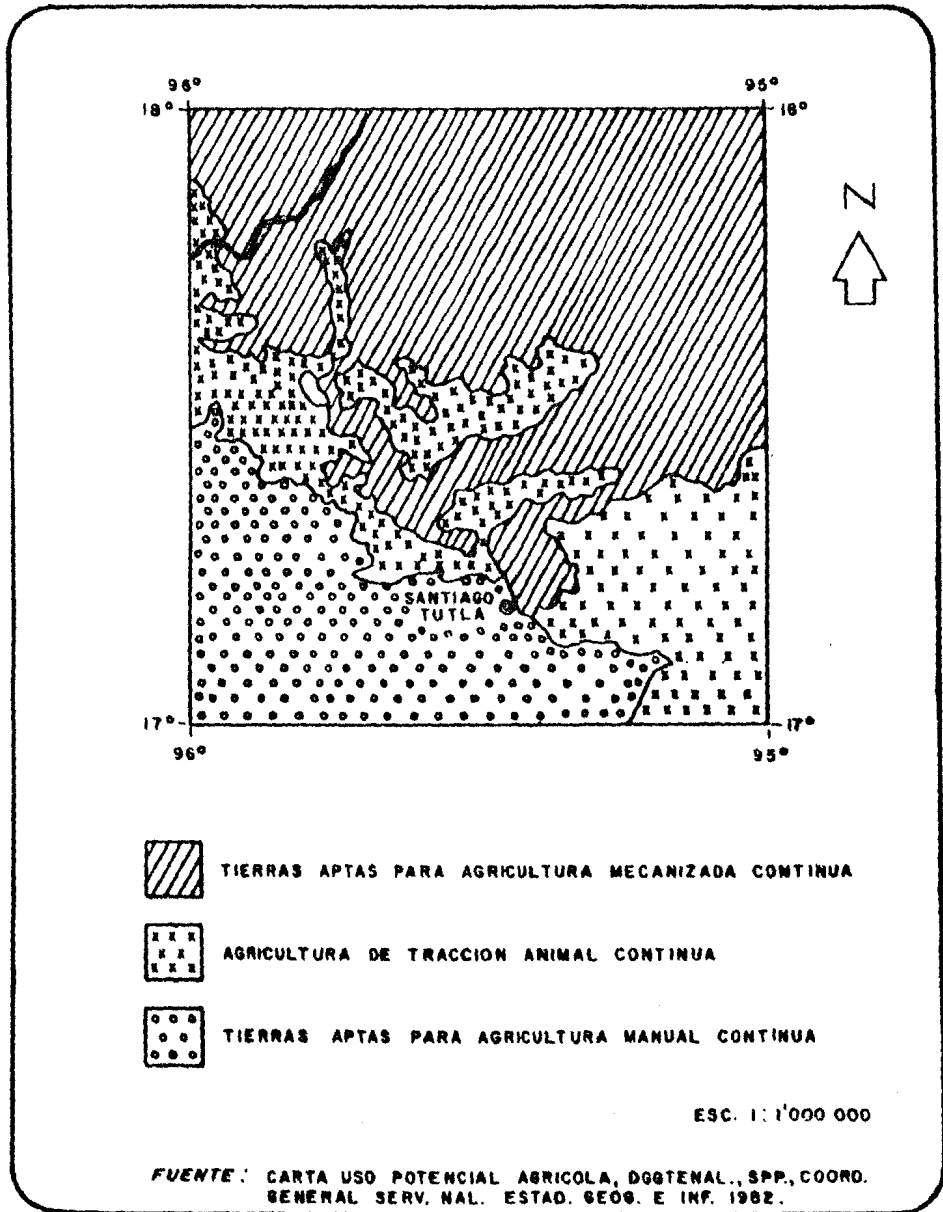 96° 95°
18° 18°
N
SANTIAGO
TUTLA
17° 17°
96° 95°
TIERRAS APTAS PARA AGRICULTURA MECANIZADA CONTINUA
AGRICULTURA DE TRACCION ANIMAL CONTINUA
TIERRAS APTAS PARA AGRICULTURA MANUAL CONTINUA
ESC. 1:1'000 000
FUENTE: CARTA USO POTENCIAL AGRICOLA, DGGTENAL., SPP., COORD.
GENERAL SERV. NAL. ESTAD. GEOG. E INF. 1982.